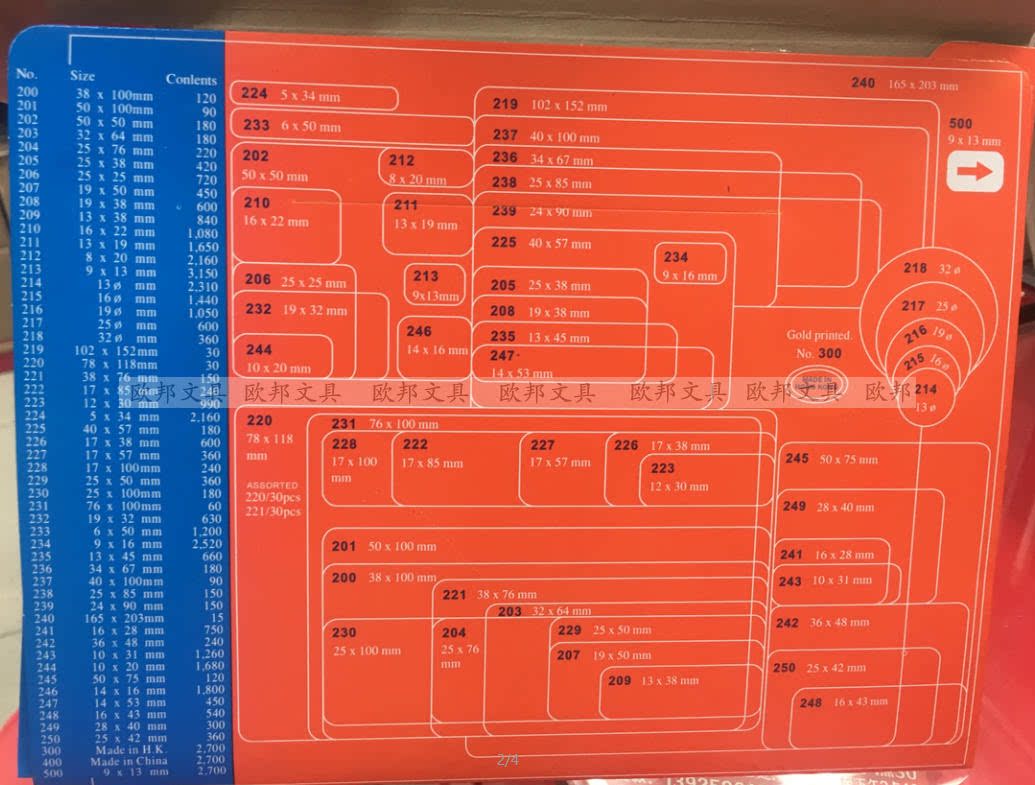 No. Size Conlents
200 38 x 100mm 120
201 50 x 100mm 90
202 50 x 50 mm 180
203 32 x 64 mm 180
204 25 x 76 mm 220
205 25 x 38 mm 420
206 25 x 25 mm 720
207 19 x 50 mm 450
208 19 x 38 mm 600
209 13 x 38 mm 840
210 16 x 22 mm 1,080
211 13 x 19 mm 1,650
212 8 x 20 mm 2,160
213 9 x 13 mm 3,150
214 13ø mm 2,310
215 16ø mm 1,440
216 19ø mm 1,050
217 25ø mm 600
218 32ø mm 360
219 102 x 152mm 30
220 78 x 118mm 30
221 38 x 76 mm 150
222 17 x 85 mm 240
223 12 x 30 mm 990
224 5 x 34 mm 2,160
225 40 x 57 mm 180
226 17 x 38 mm 600
227 17 x 57 mm 360
228 17 x 100mm 240
229 25 x 50 mm 360
230 25 x 100mm 180
231 76 x 100mm 60
232 19 x 32 mm 630
233 6 x 50 mm 1,200
234 9 x 16 mm 2,520
235 13 x 45 mm 660
236 34 x 67 mm 180
237 40 x 100mm 90
238 25 x 85 mm 150
239 24 x 90 mm 150
240 165 x 203mm 15
241 16 x 28 mm 750
242 36 x 48 mm 240
243 10 x 31 mm 1,260
244 10 x 20 mm 1,680
245 50 x 75 mm 120
246 14 x 16 mm 1,800
247 14 x 53 mm 450
248 16 x 43 mm 540
249 28 x 40 mm 300
250 25 x 42 mm 360
300 Made in H.K. 2,700
400 Made in China 2,700
500 9 x 13 mm 2,700
224 5 x 34 mm
233 6 x 50 mm
202
50 x 50 mm
212
8 x 20 mm
210
16 x 22 mm
211
13 x 19 mm
206 25 x 25 mm
213
9x13mm
232 19 x 32 mm
246
14 x 16 mm
244
10 x 20 mm
240 165 x 203 mm
219 102 x 152 mm
237 40 x 100 mm
236 34 x 67 mm
238 25 x 85 mm
239 24 x 90 mm
225 40 x 57 mm
234
9 x 16 mm
205 25 x 38 mm
208 19 x 38 mm
235 13 x 45 mm
247
14 x 53 mm
500
9 x 13 mm
218 32 ø
217 25 ø
216 19 ø
215 16 ø
214
13 ø
Gold printed.
No. 300
MADE IN
HONG KONG
欧邦文具 欧邦文具 欧邦文具 欧邦文具 欧邦文具 欧邦文具 欧邦
220
78 x 118
mm
ASSORTED
220/30pcs
221/30pcs
231 76 x 100 mm
228
17 x 100
mm
222
17 x 85 mm
227
17 x 57 mm
226 17 x 38 mm
223
12 x 30 mm
201 50 x 100 mm
200 38 x 100 mm
221 38 x 76 mm
203 32 x 64 mm
230
25 x 100 mm
204
25 x 76
mm
229 25 x 50 mm
207 19 x 50 mm
209 13 x 38 mm
245 50 x 75 mm
249 28 x 40 mm
241 16 x 28 mm
243 10 x 31 mm
242 36 x 48 mm
250 25 x 42 mm
248 16 x 43 mm
2/4